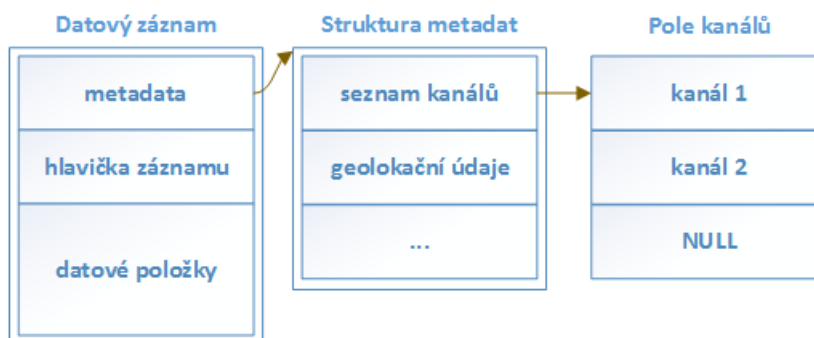 Datový záznam
metadata
hlavička záznamu
datové položky
Struktura metadat
seznam kanálů
geolokační údaje
...
Pole kanálů
kanál 1
kanál 2
NULL